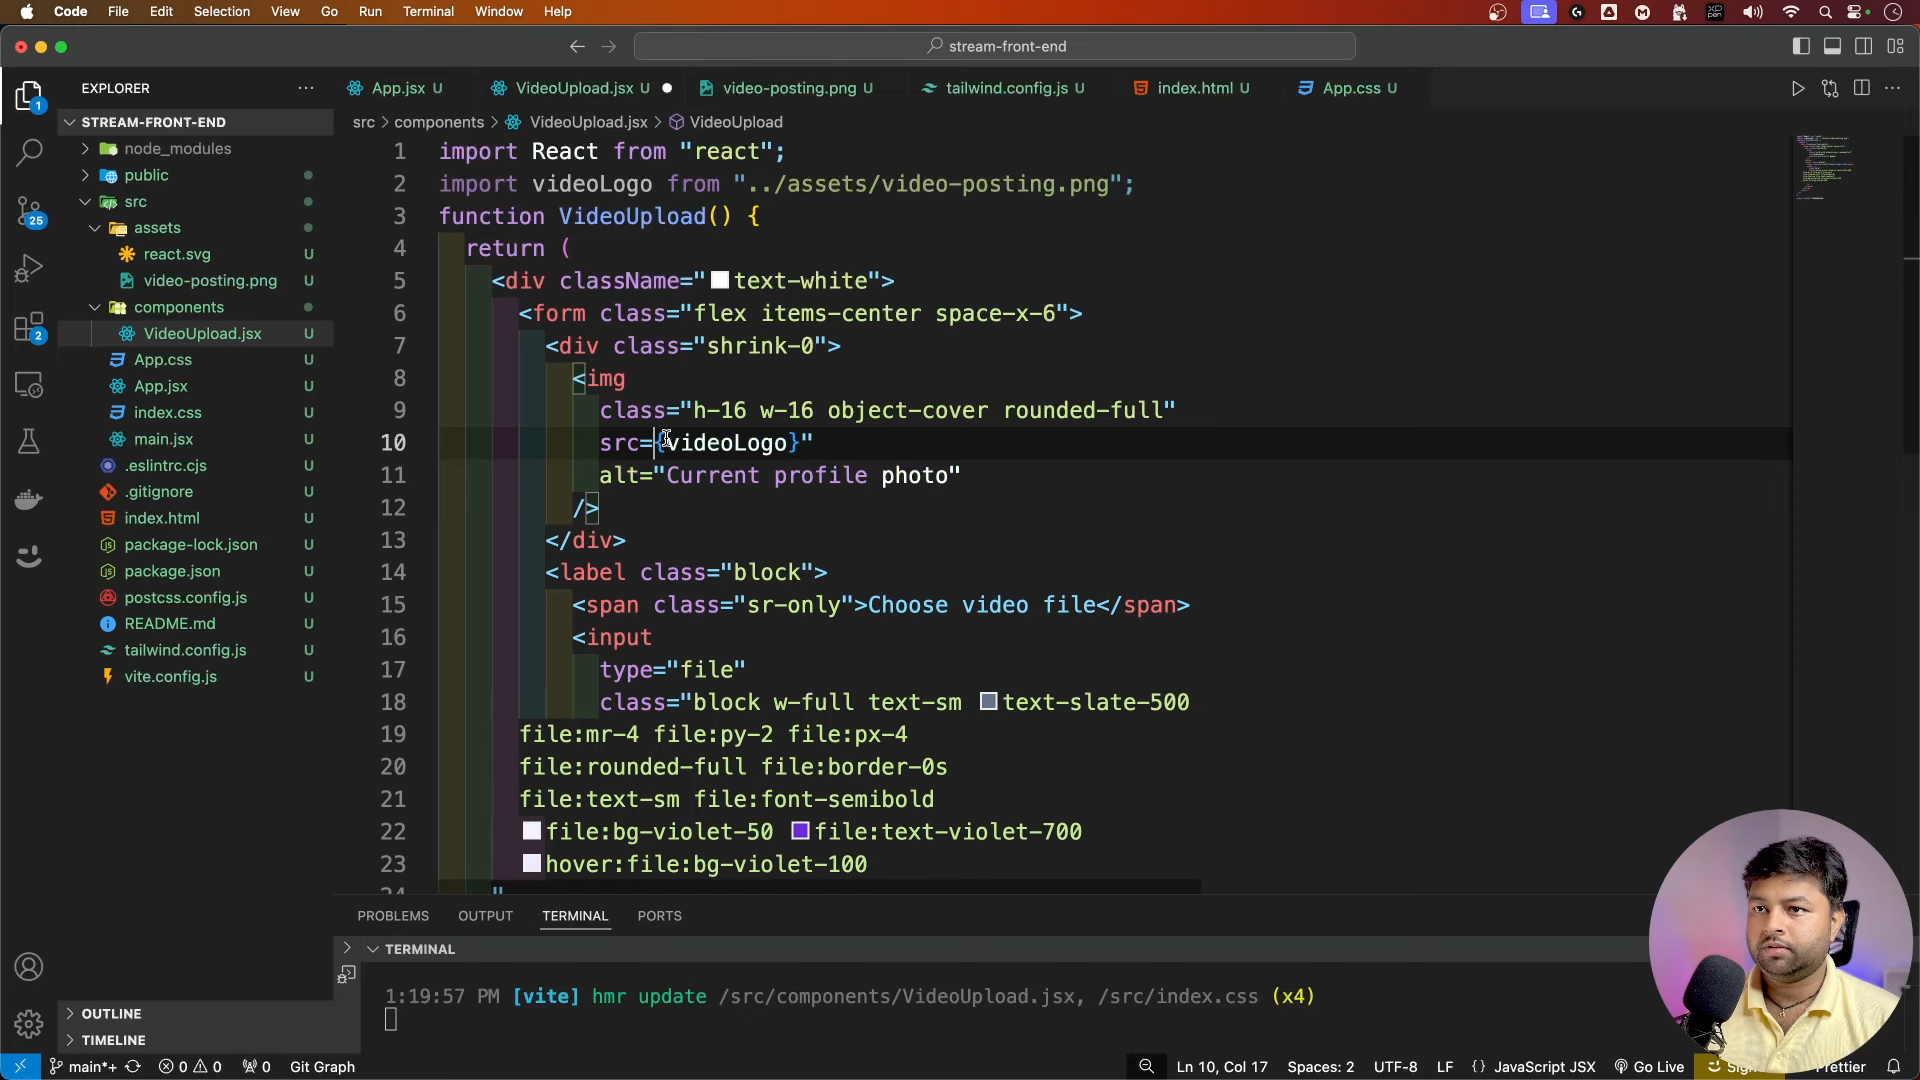 Code File Edit Selection View Go Run Terminal Window Help
stream-front-end
EXPLORER
App.jsx U VideoUpload.jsx U video-posting.png U tailwind.config.js U index.html U App.css U
STREAM-FRONT-END
src components VideoUpload.jsx VideoUpload
node_modules
public
src
assets
react.svg U
video-posting.png U
components
VideoUpload.jsx U
App.css U
App.jsx U
index.css U
main.jsx U
.eslintrc.cjs U
.gitignore U
index.html U
package-lock.json U
package.json U
postcss.config.js U
README.md U
tailwind.config.js U
vite.config.js U
OUTLINE
TIMELINE
1
25
2
1 import React from "react";
2 import videoLogo from "../assets/video-posting.png";
3 function VideoUpload() {
4 return (
5 <div className="text-white">
6 <form class="flex items-center space-x-6">
7 <div class="shrink-0">
8 <img
9 class="h-16 w-16 object-cover rounded-full"
10 src={videoLogo}"
11 alt="Current profile photo"
12 />
13 </div>
14 <label class="block">
15 <span class="sr-only">Choose video file</span>
16 <input
17 type="file"
18 class="block w-full text-sm text-slate-500
19 file:mr-4 file:py-2 file:px-4
20 file:rounded-full file:border-0s
21 file:text-sm file:font-semibold
22 file:bg-violet-50 file:text-violet-700
23 hover:file:bg-violet-100
24 "
PROBLEMS OUTPUT TERMINAL PORTS
TERMINAL
1:19:57 PM [vite] hmr update /src/components/VideoUpload.jsx, /src/index.css (x4)
main*+ 0 0 0 Git Graph Ln 10, Col 17 Spaces: 2 UTF-8 LF {} JavaScript JSX Go Live Prettier